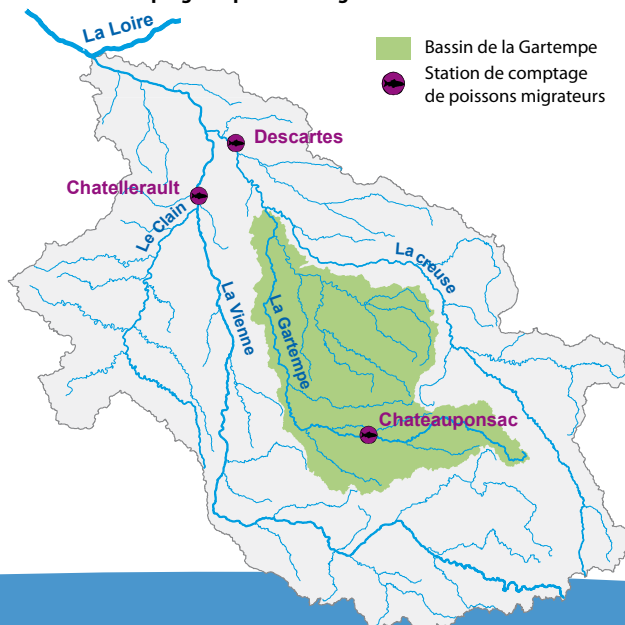 La Loire
Bassin de la Gartempe
Station de comptage
de poissons migrateurs
Descartes
Chatellerault
Le Clain
La creuse
La Vienne
La Gartempe
Chateauponsac